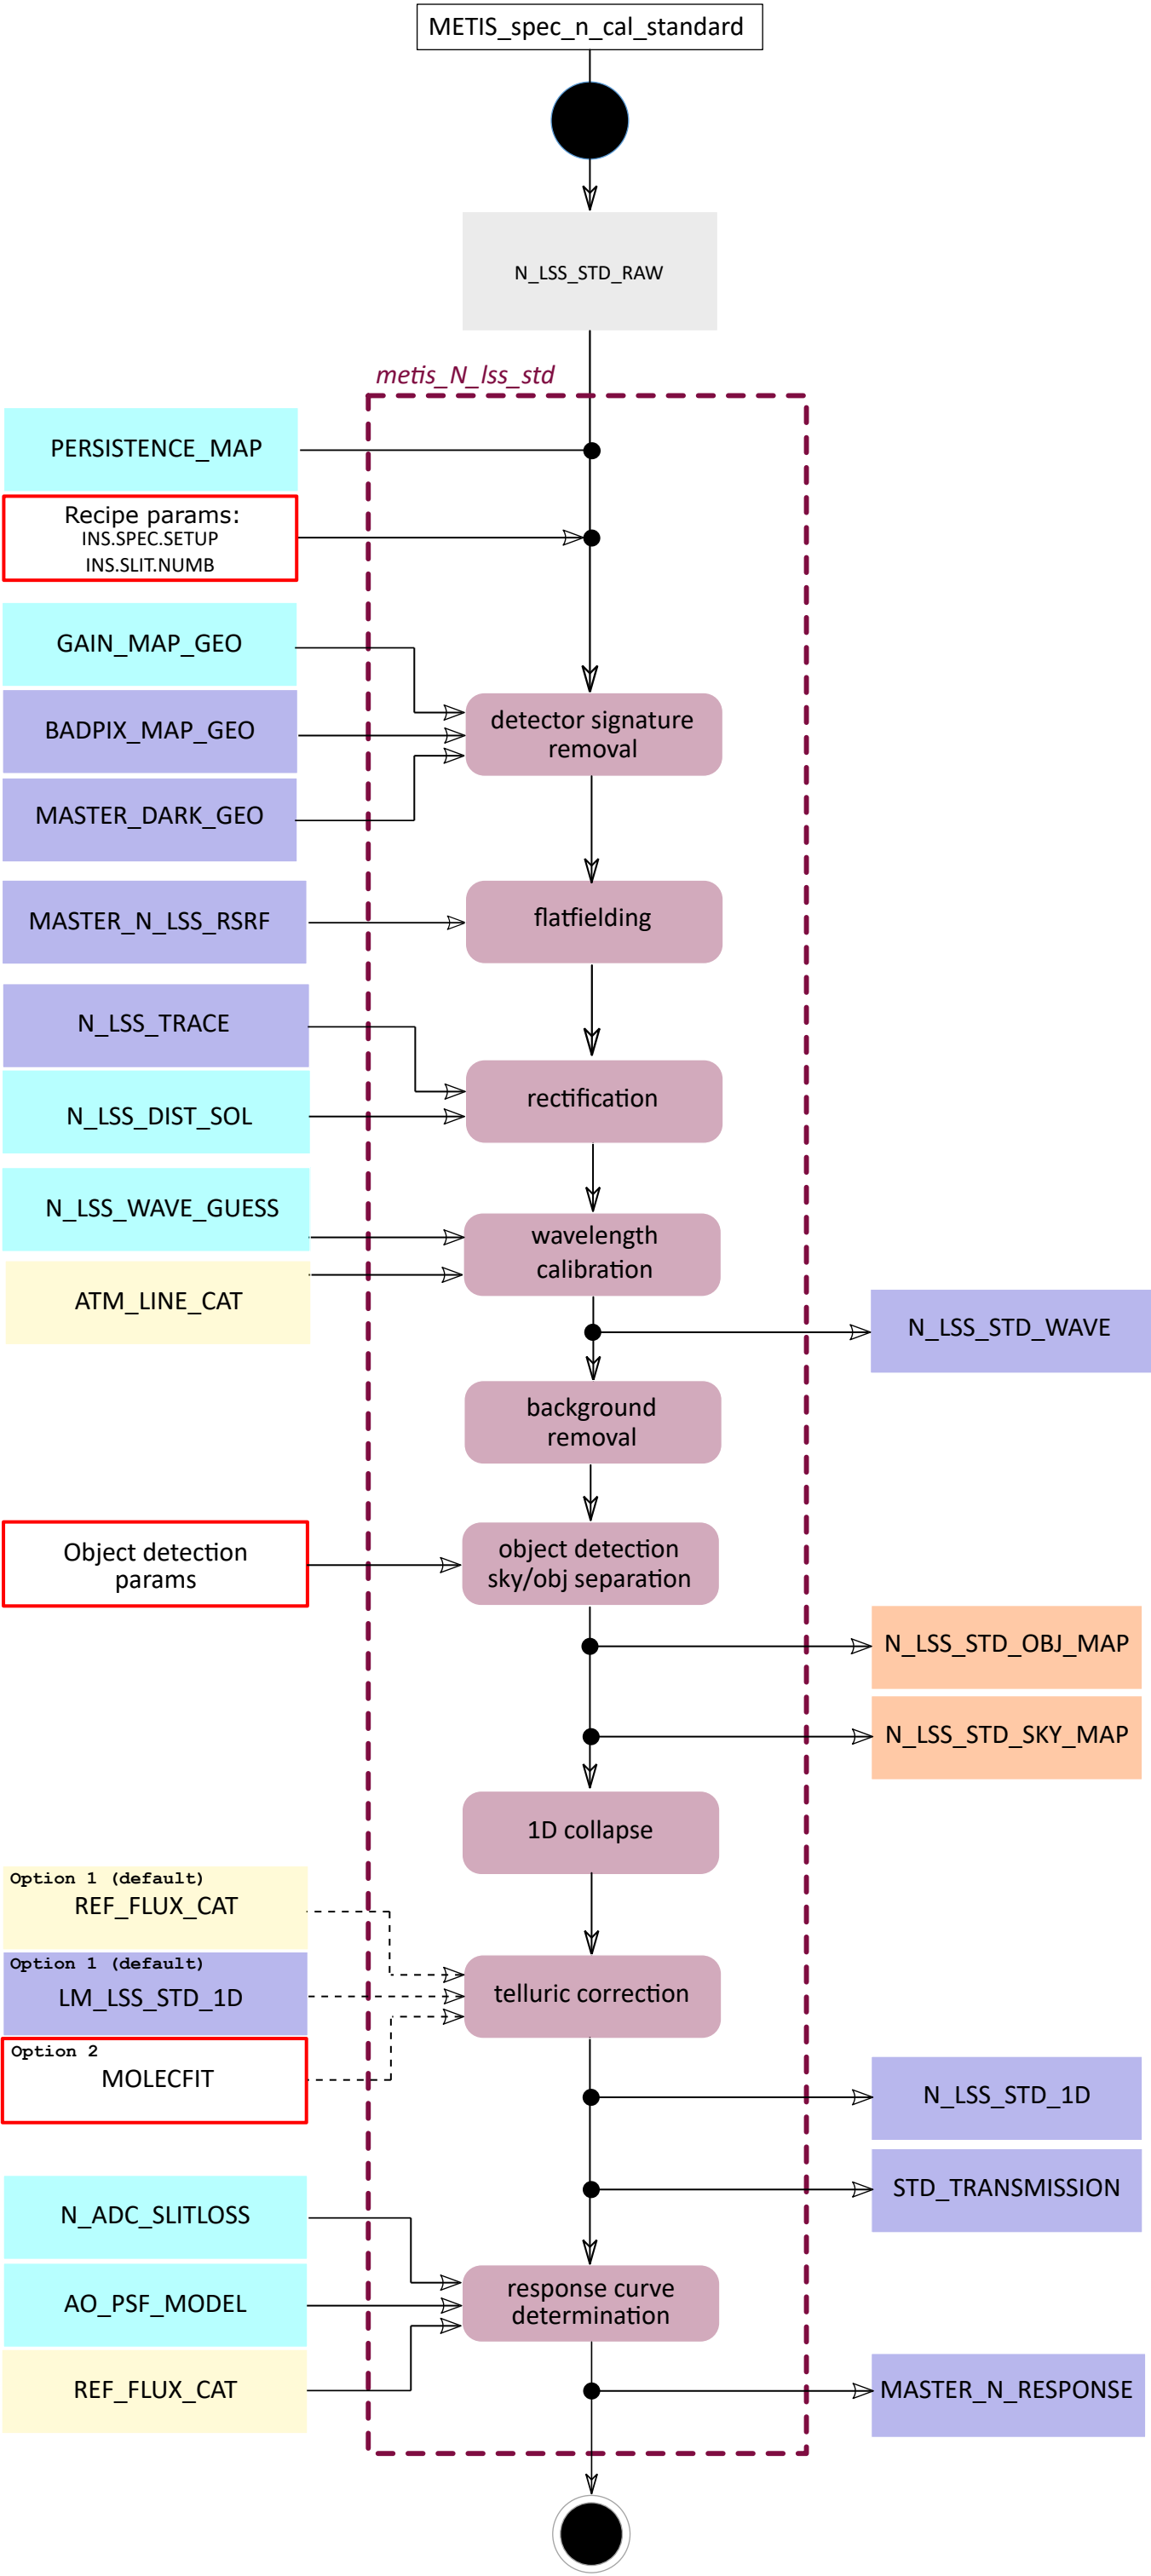 METIS_spec_n_cal_standard
N_LSS_STD_RAW
metis_N_lss_std
PERSISTENCE_MAP
Recipe params:
INS.SPEC.SETUP
INS.SLIT.NUMB
GAIN_MAP_GEO
BADPIX_MAP_GEO
MASTER_DARK_GEO
detector signature
removal
MASTER_N_LSS_RSRF
flatfielding
N_LSS_TRACE
N_LSS_DIST_SOL
rectification
N_LSS_WAVE_GUESS
ATM_LINE_CAT
wavelength
calibration
N_LSS_STD_WAVE
background
removal
Object detection
params
object detection
sky/obj separation
N_LSS_STD_OBJ_MAP
N_LSS_STD_SKY_MAP
1D collapse
Option 1 (default)
REF_FLUX_CAT
Option 1 (default)
LM_LSS_STD_1D
Option 2
MOLECFIT
telluric correction
N_LSS_STD_1D
STD_TRANSMISSION
N_ADC_SLITLOSS
AO_PSF_MODEL
REF_FLUX_CAT
response curve
determination
MASTER_N_RESPONSE